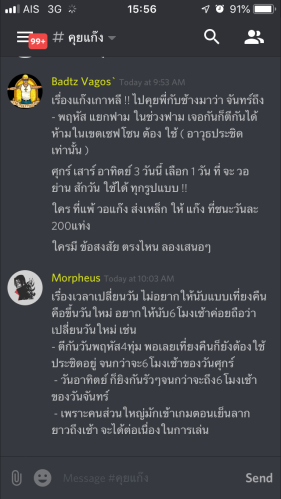 AIS 3G 15:56 91%
99+ # คุยแก๊ง
Badtz Vagos` Today at 9:53 AM
เรื่องแก๊งเกาหลี !! ไปคุยพี่กับช้างมาว่า จันทร์ถึง
- พฤหัส แยกฟาม ในช่วงฟาม เจอกันก็ตีกันได้
ห้ามในเขตเซฟโซน ต้อง ใช้ ( อาวุธประชิด
เท่านั้น )
ศุกร์ เสาร์ อาทิตย์ 3 วันนี้ เลือก 1 วัน ที่ จะ วอ
ย่าน สักวัน ใช้ได้ ทุกรูปแบบ !!
ใคร ที่แพ้ วอแก๊ง ส่งเหล็ก ให้ แก๊ง ที่ชนะวันละ
200แท่ง
ใครมี ข้อสงสัย ตรงไหน ลองเสนอๆ
Morpheus Today at 10:03 AM
เรื่องเวลาเปลี่ยนวัน ไม่อยากให้นับแบบเที่ยงคืน
คือขึ้นวันใหม่ อยากให้นับ6โมงเช้าค่อยถือว่า
เปลี่ยนวันใหม่ เช่น
- ตีกันวันพฤหัส4ทุ่ม พอเลยเที่ยงคืนก็ยังต้องใช้
ประชิดอยู่ จนกว่าจะ6โมงเช้าของวันศุกร์
- วันอาทิตย์ ก็ยิงกันรัวๆจนกว่าจะถึง6โมงเช้า
ของวันจันทร์
- เพราะคนส่วนใหญ่มักเข้าเกมตอนเย็นลาก
ยาวถึงเช้า จะได้ต่อเนื่องในการเล่น
Message #คุยแก๊ง Send